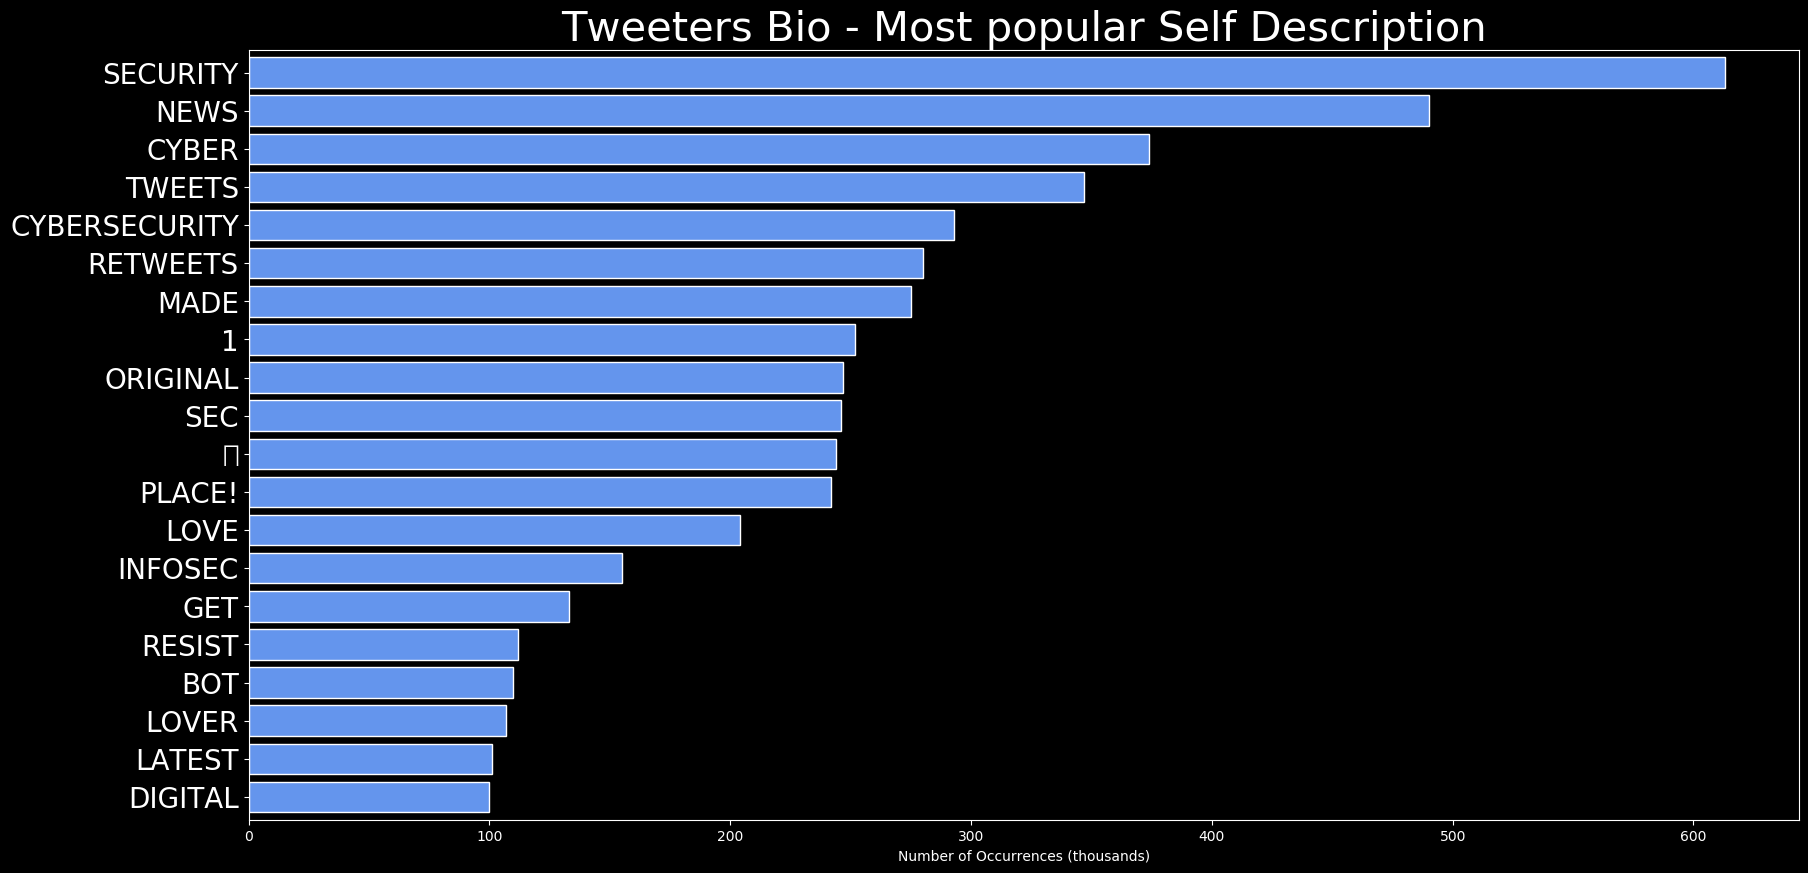 Tweeters Bio - Most popular Self Description
SECURITY
NEWS
CYBER
TWEETS
CYBERSECURITY
RETWEETS
MADE
1
ORIGINAL
SEC
PLACE!
LOVE
INFOSEC
GET
RESIST
BOT
LOVER
LATEST
DIGITAL
0 100 200 300 400 500 600
Number of Occurrences (thousands)